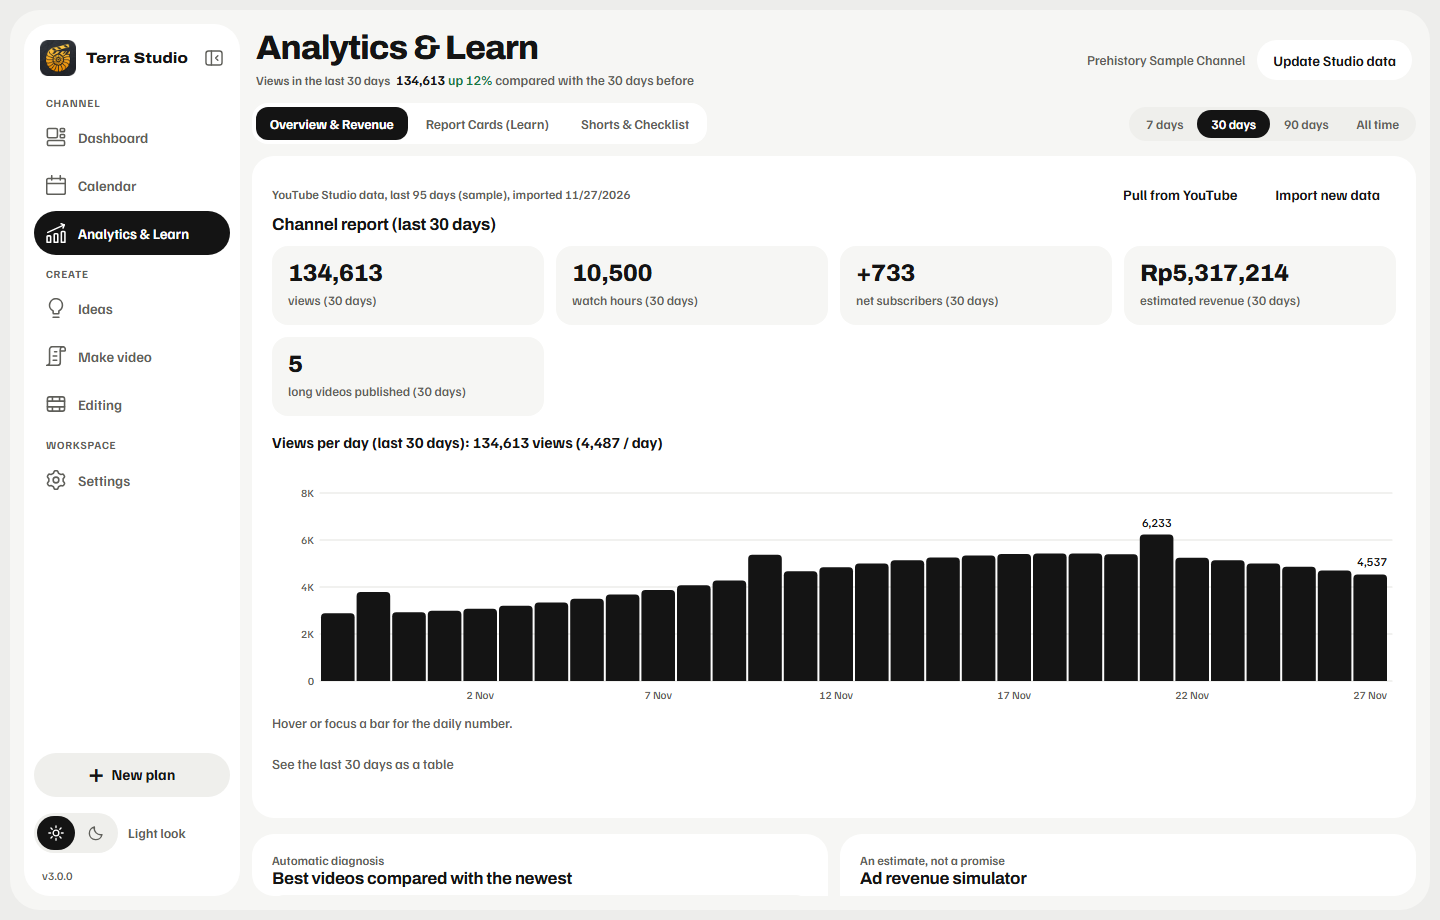 Terra Studio
CHANNEL
Dashboard
Calendar
Analytics & Learn
CREATE
Ideas
Make video
Editing
WORKSPACE
Settings
New plan
Light look
v3.0.0
Analytics & Learn
Views in the last 30 days 134,613 up 12% compared with the 30 days before
Prehistory Sample Channel
Update Studio data
Overview & Revenue
Report Cards (Learn)
Shorts & Checklist
7 days
30 days
90 days
All time
YouTube Studio data, last 95 days (sample), imported 11/27/2026
Pull from YouTube
Import new data
Channel report (last 30 days)
134,613
views (30 days)
10,500
watch hours (30 days)
+733
net subscribers (30 days)
Rp5,317,214
estimated revenue (30 days)
5
long videos published (30 days)
Views per day (last 30 days): 134,613 views (4,487 / day)
8K
6K
4K
2K
0
6,233
4,537
2 Nov
7 Nov
12 Nov
17 Nov
22 Nov
27 Nov
Hover or focus a bar for the daily number.
See the last 30 days as a table
Automatic diagnosis
Best videos compared with the newest
An estimate, not a promise
Ad revenue simulator